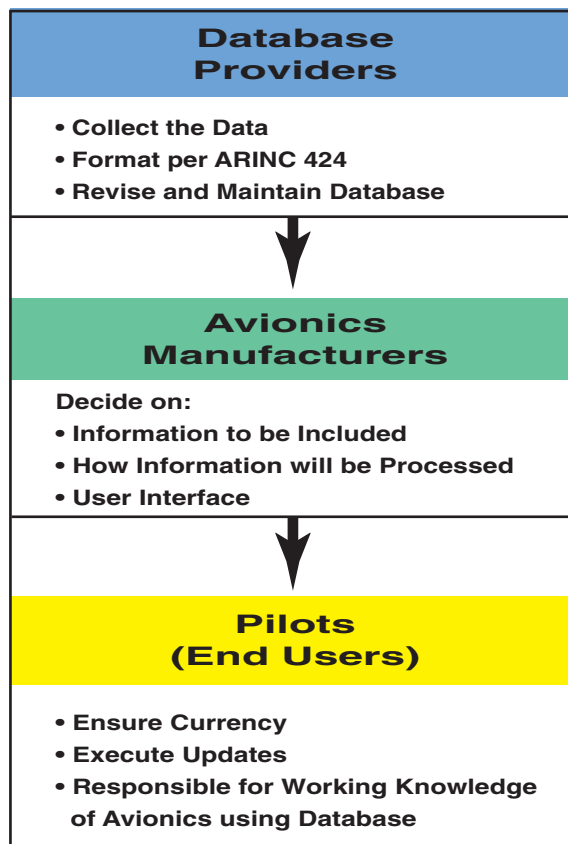 Database
Providers
• Collect the Data
• Format per ARINC 424
• Revise and Maintain Database
Avionics
Manufacturers
Decide on:
• Information to be Included
• How Information will be Processed
• User Interface
Pilots
(End Users)
• Ensure Currency
• Execute Updates
• Responsible for Working Knowledge
of Avionics using Database